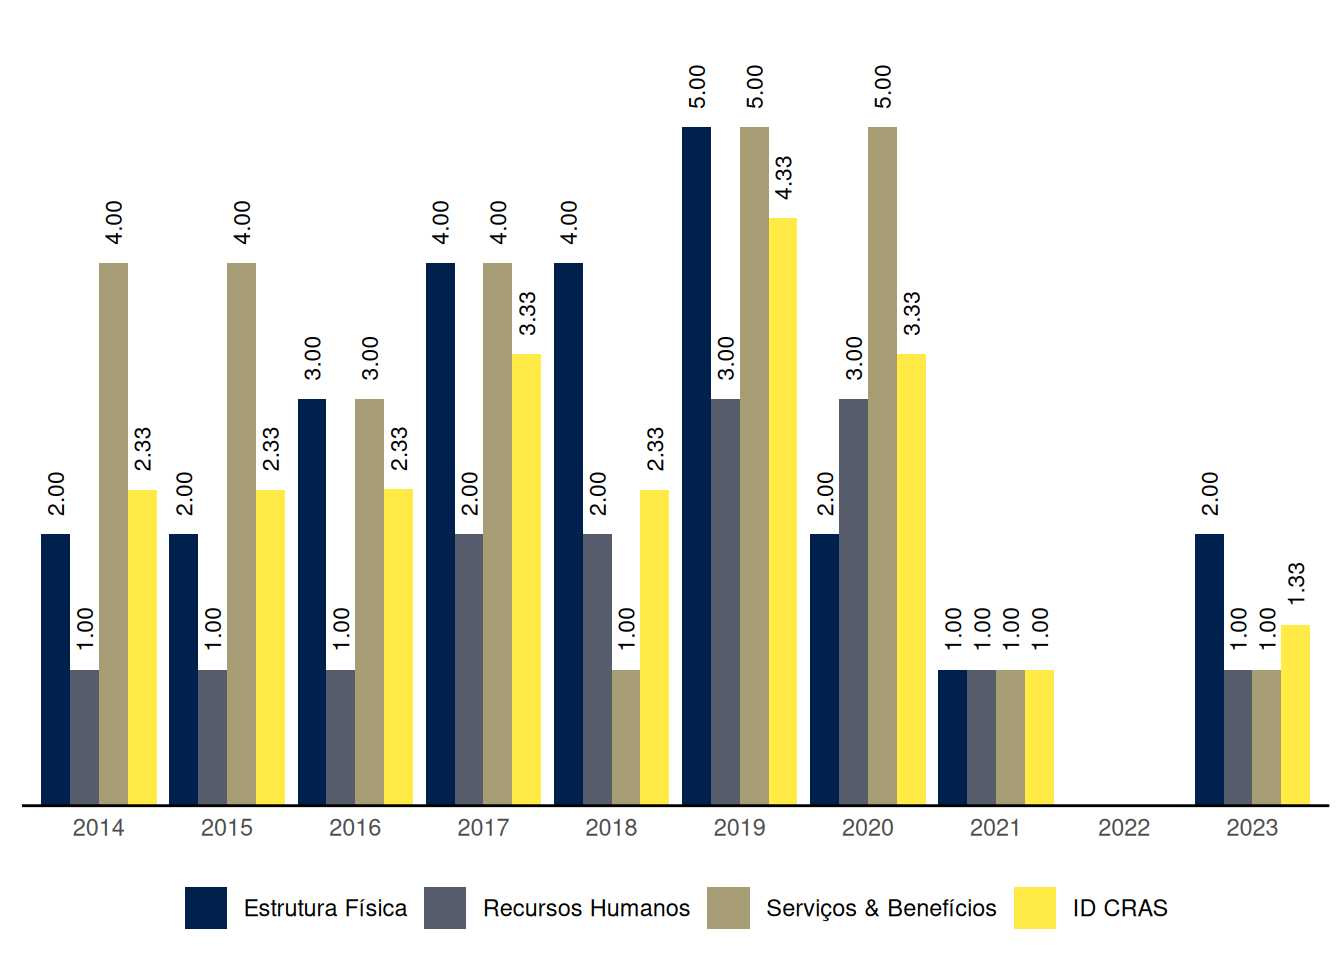 5.00 5.00 5.00
4.33
4.00 4.00 4.00 4.00 4.00
3.33 3.33
3.00 3.00 3.00 3.00
2.33 2.33 2.33 2.33
2.00 2.00 2.00 2.00 2.00 2.00
1.33
1.00 1.00 1.00 1.00 1.00 1.00 1.00 1.00 1.00 1.00
2014 2015 2016 2017 2018 2019 2020 2021 2022 2023
Estrutura Física Recursos Humanos Serviços & Benefícios ID CRAS